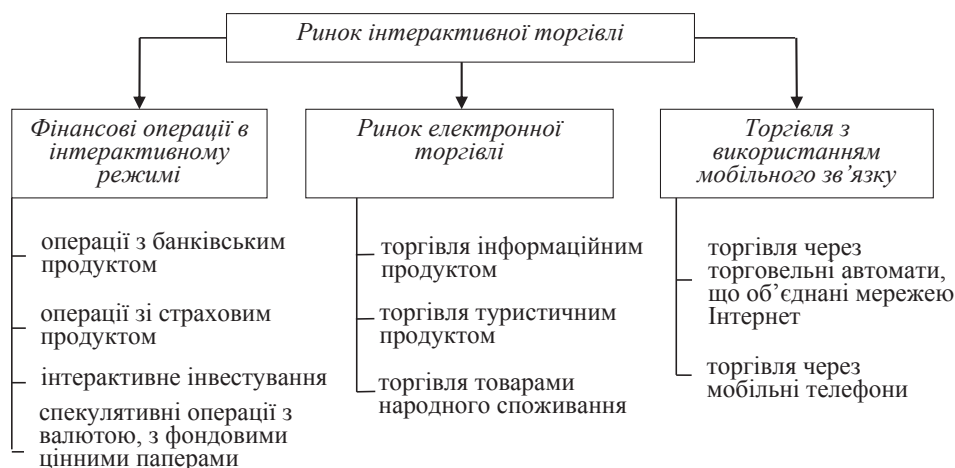 Ринок інтерактивної торгівлі
Фінансові операції в
інтерактивному
режимі
Ринок електронної
торгівлі
Торгівля з
використанням
мобільного зв’язку
операції з банківським
продуктом
операції зі страховим
продуктом
інтерактивне інвестування
спекулятивні операції з
валютою, з фондовими
цінними паперами
торгівля інформаційним
продуктом
торгівля туристичним
продуктом
торгівля товарами
народного споживання
торгівля через
торговельні автомати,
що об’єднані мережею
Інтернет
торгівля через
мобільні телефони